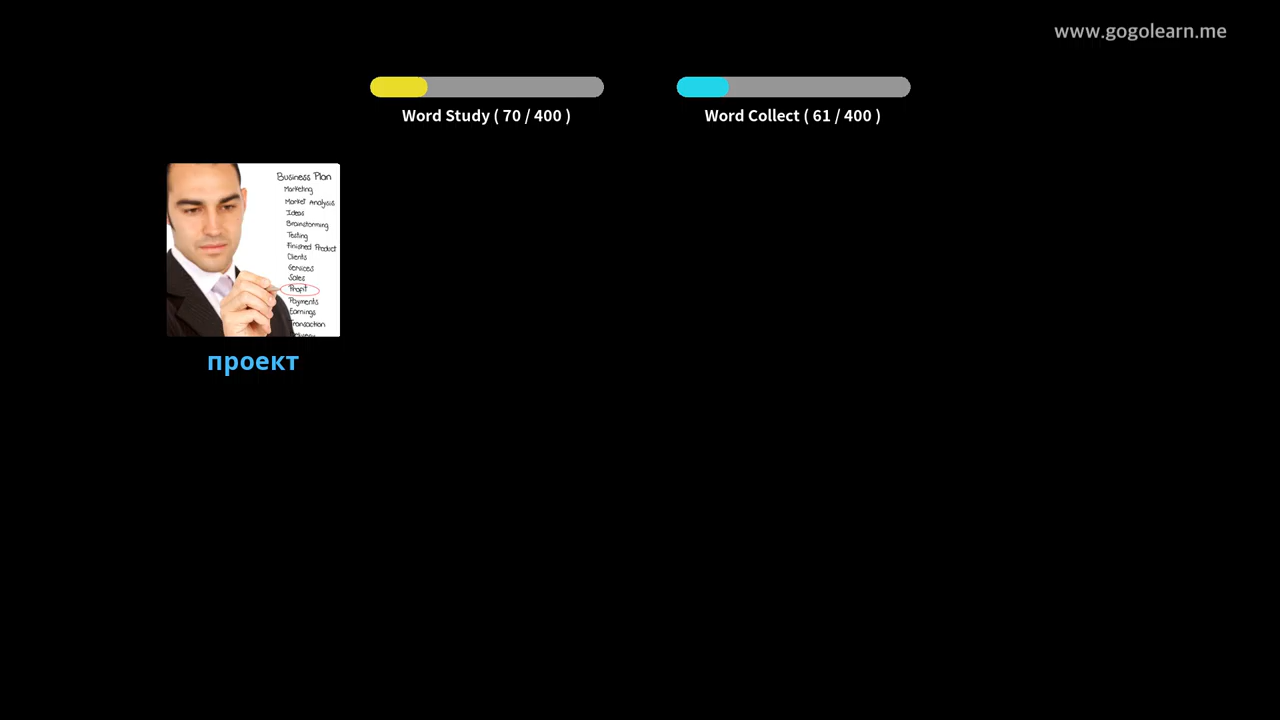 www.gogolearn.me
Word Study ( 70 / 400 )
Word Collect ( 61 / 400 )
Business Plan
Marketing
Market Analysis
Ideas
Brainstorming
Testing
Finished Product
Clients
Services
Sales
Profit
Payments
Earnings
Transaction
Delivery
проект